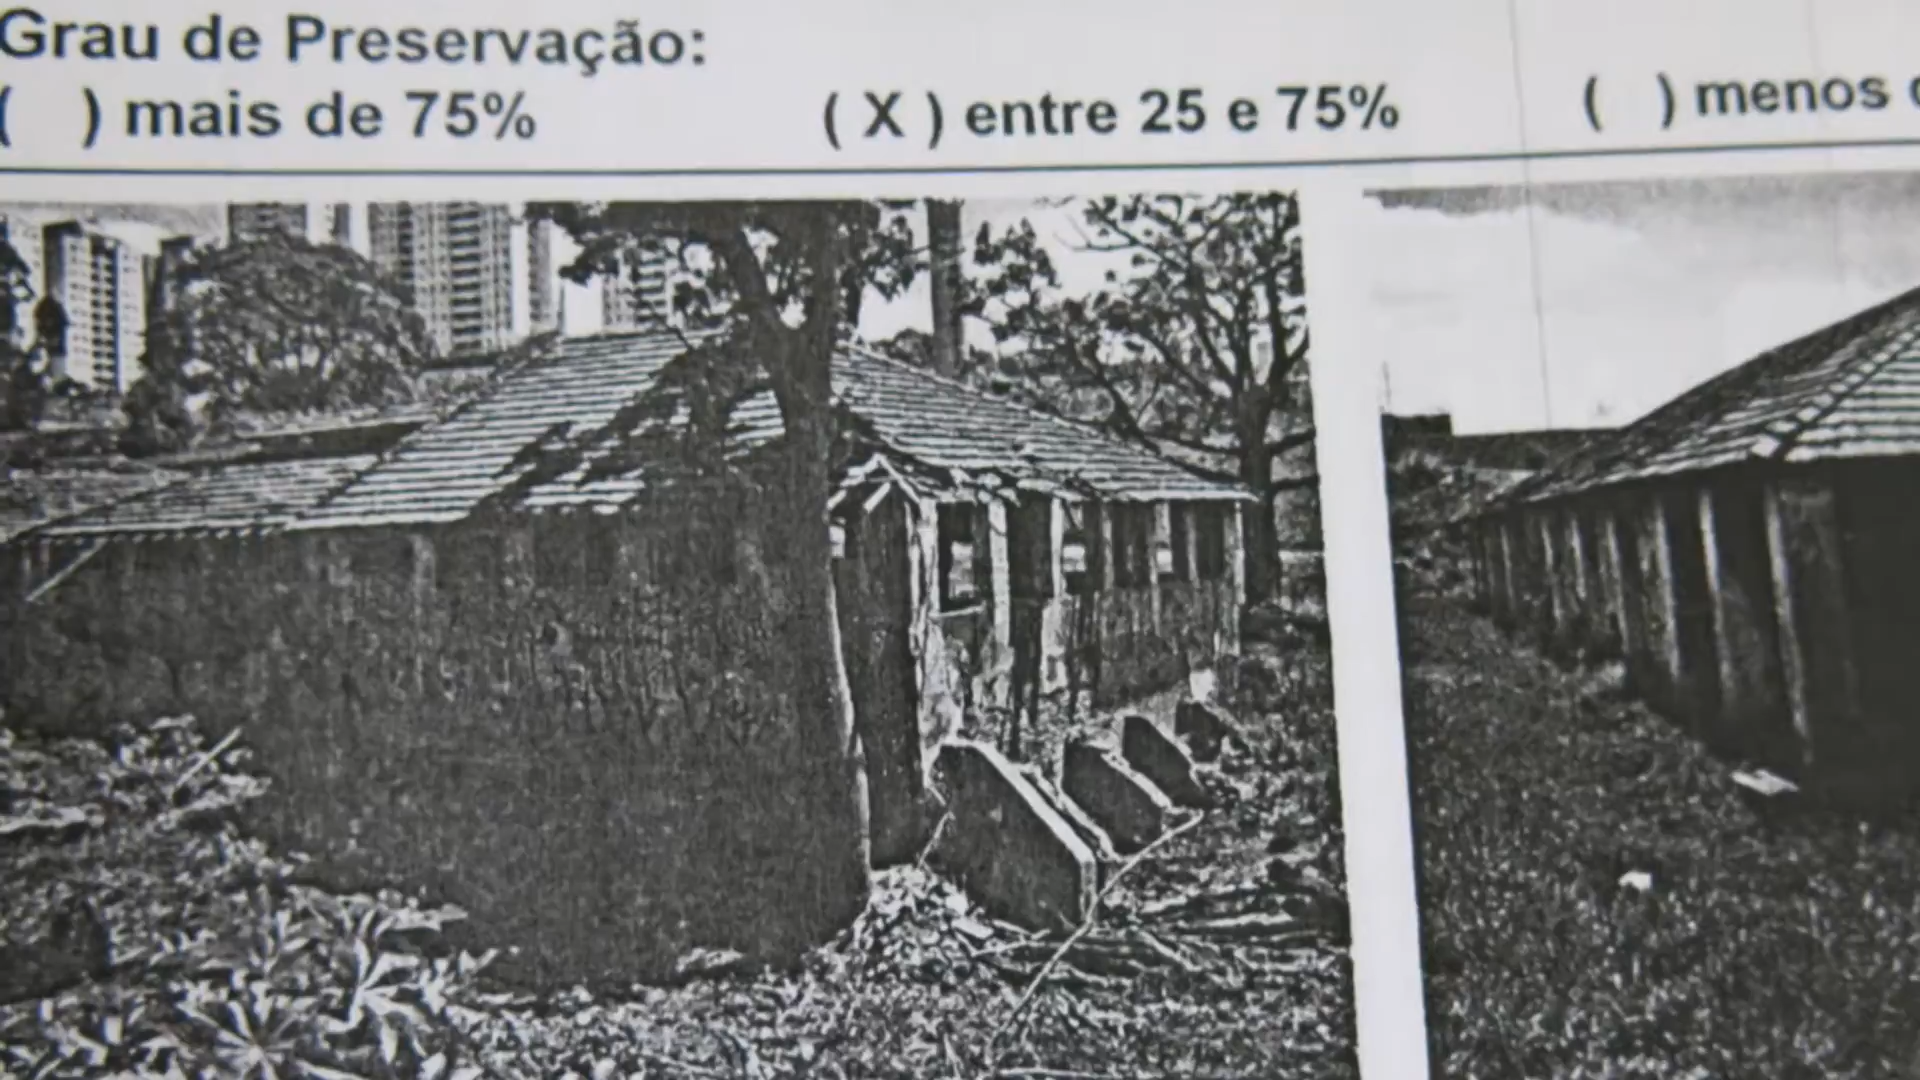 Grau de Preservação:
( ) mais de 75% ( X ) entre 25 e 75% ( ) menos